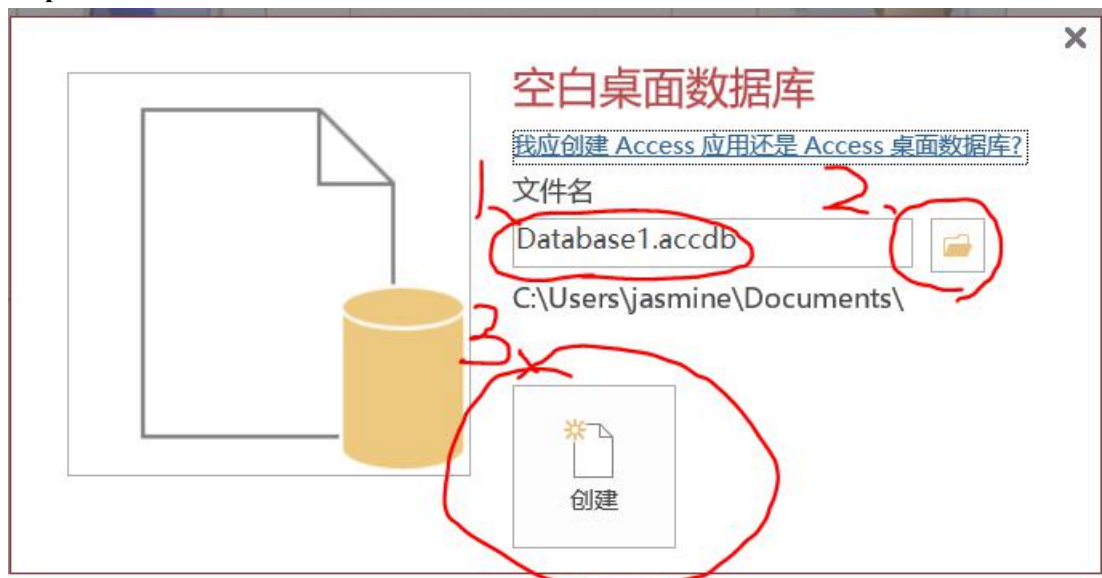 空白桌面数据库
我应创建 Access 应用还是 Access 桌面数据库?
文件名
1、
2、
Database1.accdb
C:\Users\jasmine\Documents\
3、
创建